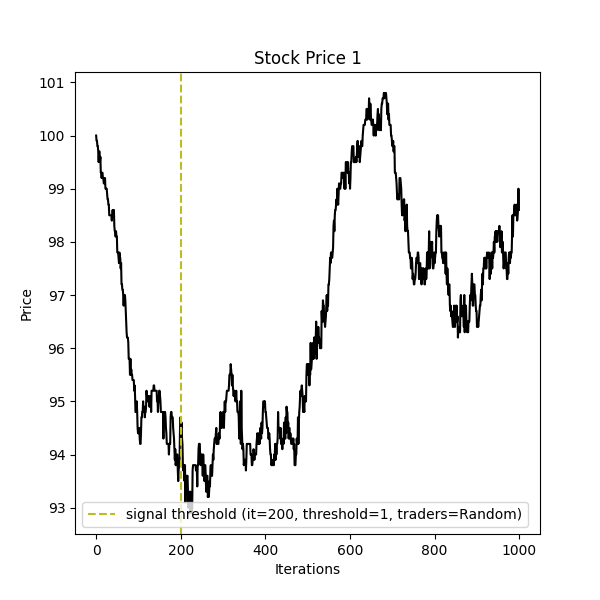 Stock Price 1
101
100
99
98
97
96
95
94
93
Price
signal threshold (it=200, threshold=1, traders=Random)
0 200 400 600 800 1000
Iterations